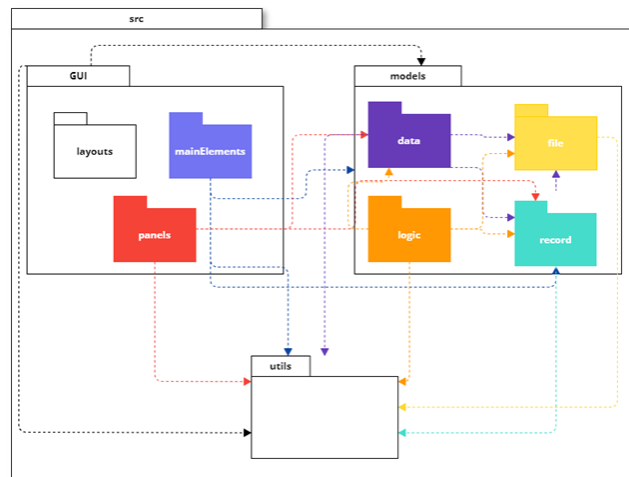 src
GUI
models
layouts
mainElements
data
file
panels
logic
record
utils